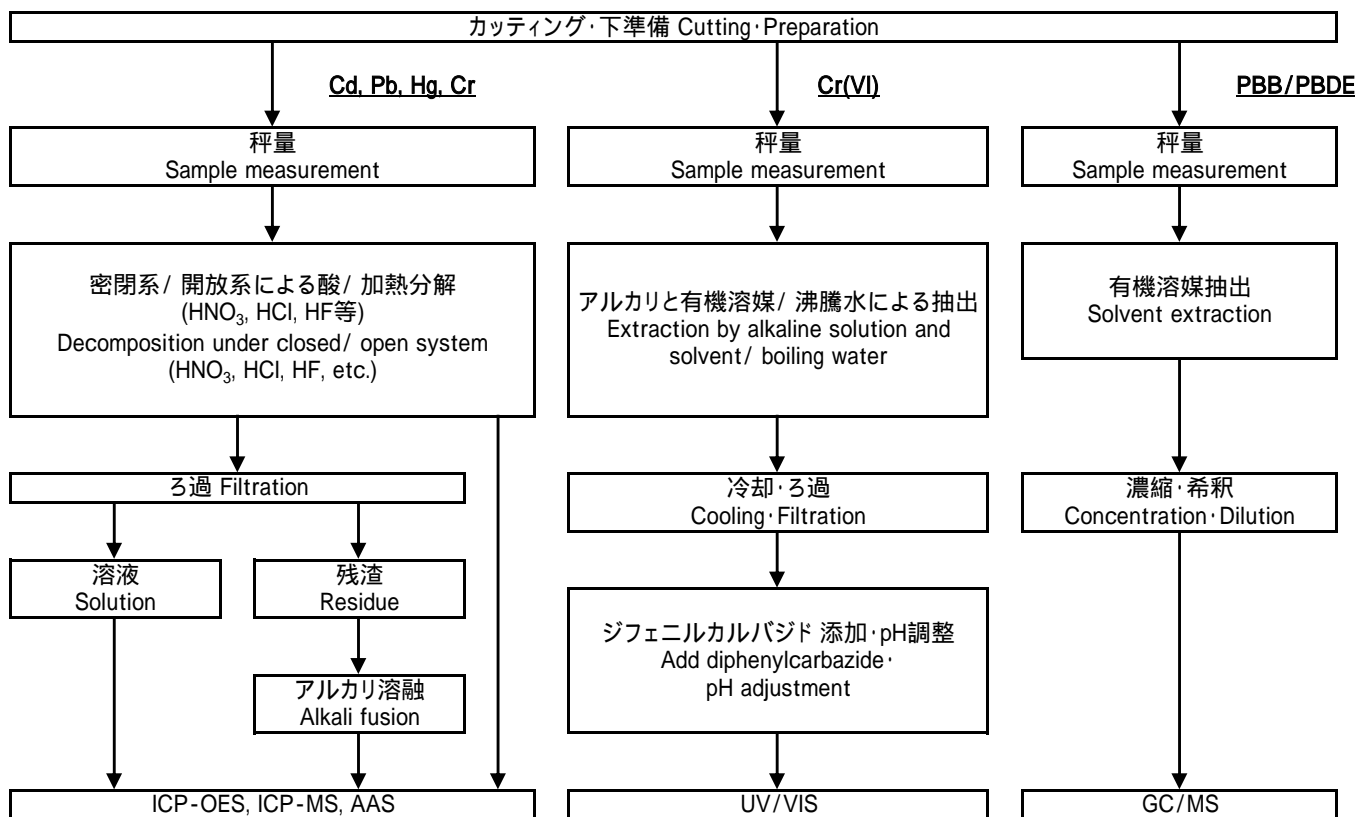 カッティング･下準備 Cutting･Preparation
Cd, Pb, Hg, Cr
Cr(VI)
PBB/PBDE
秤量
Sample measurement
秤量
Sample measurement
秤量
Sample measurement
密閉系/ 開放系による酸/ 加熱分解
(HNO₃, HCl, HF等)
Decomposition under closed/ open system
(HNO₃, HCl, HF, etc.)
アルカリと有機溶媒/ 沸騰水による抽出
Extraction by alkaline solution and
solvent/ boiling water
有機溶媒抽出
Solvent extraction
ろ過 Filtration
冷却･ろ過
Cooling･Filtration
濃縮･希釈
Concentration･Dilution
溶液
Solution
残渣
Residue
ジフェニルカルバジド 添加･pH調整
Add diphenylcarbazide･
pH adjustment
アルカリ溶融
Alkali fusion
ICP-OES, ICP-MS, AAS
UV/VIS
GC/MS